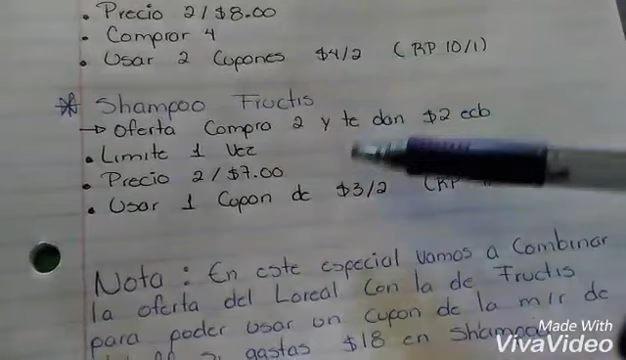 • Precio 2/$8.00
• Comprar 4
• Usar 2 Cupones $4/2 (RP 10/1)
* Shampoo Fructis
→ Oferta Compra 2 y te dan $2 ecb
• Limite 1 Vez
• Precio 2/$7.00
• Usar 1 Cupon de $3/2 (RP
Nota: En este especial vamos a Combinar
la oferta del Loreal Con la de Fructis
para poder usar un cupon de la mir de
gastas $18 en Shampoo
Made With
VivaVideo